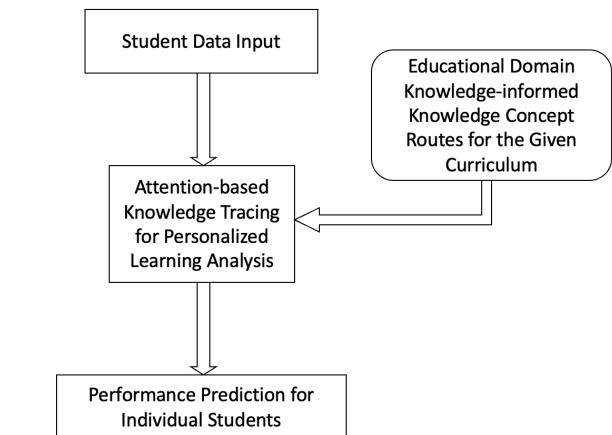 Student Data Input
Educational Domain
Knowledge-informed
Knowledge Concept
Routes for the Given
Curriculum
Attention-based
Knowledge Tracing
for Personalized
Learning Analysis
Performance Prediction for
Individual Students